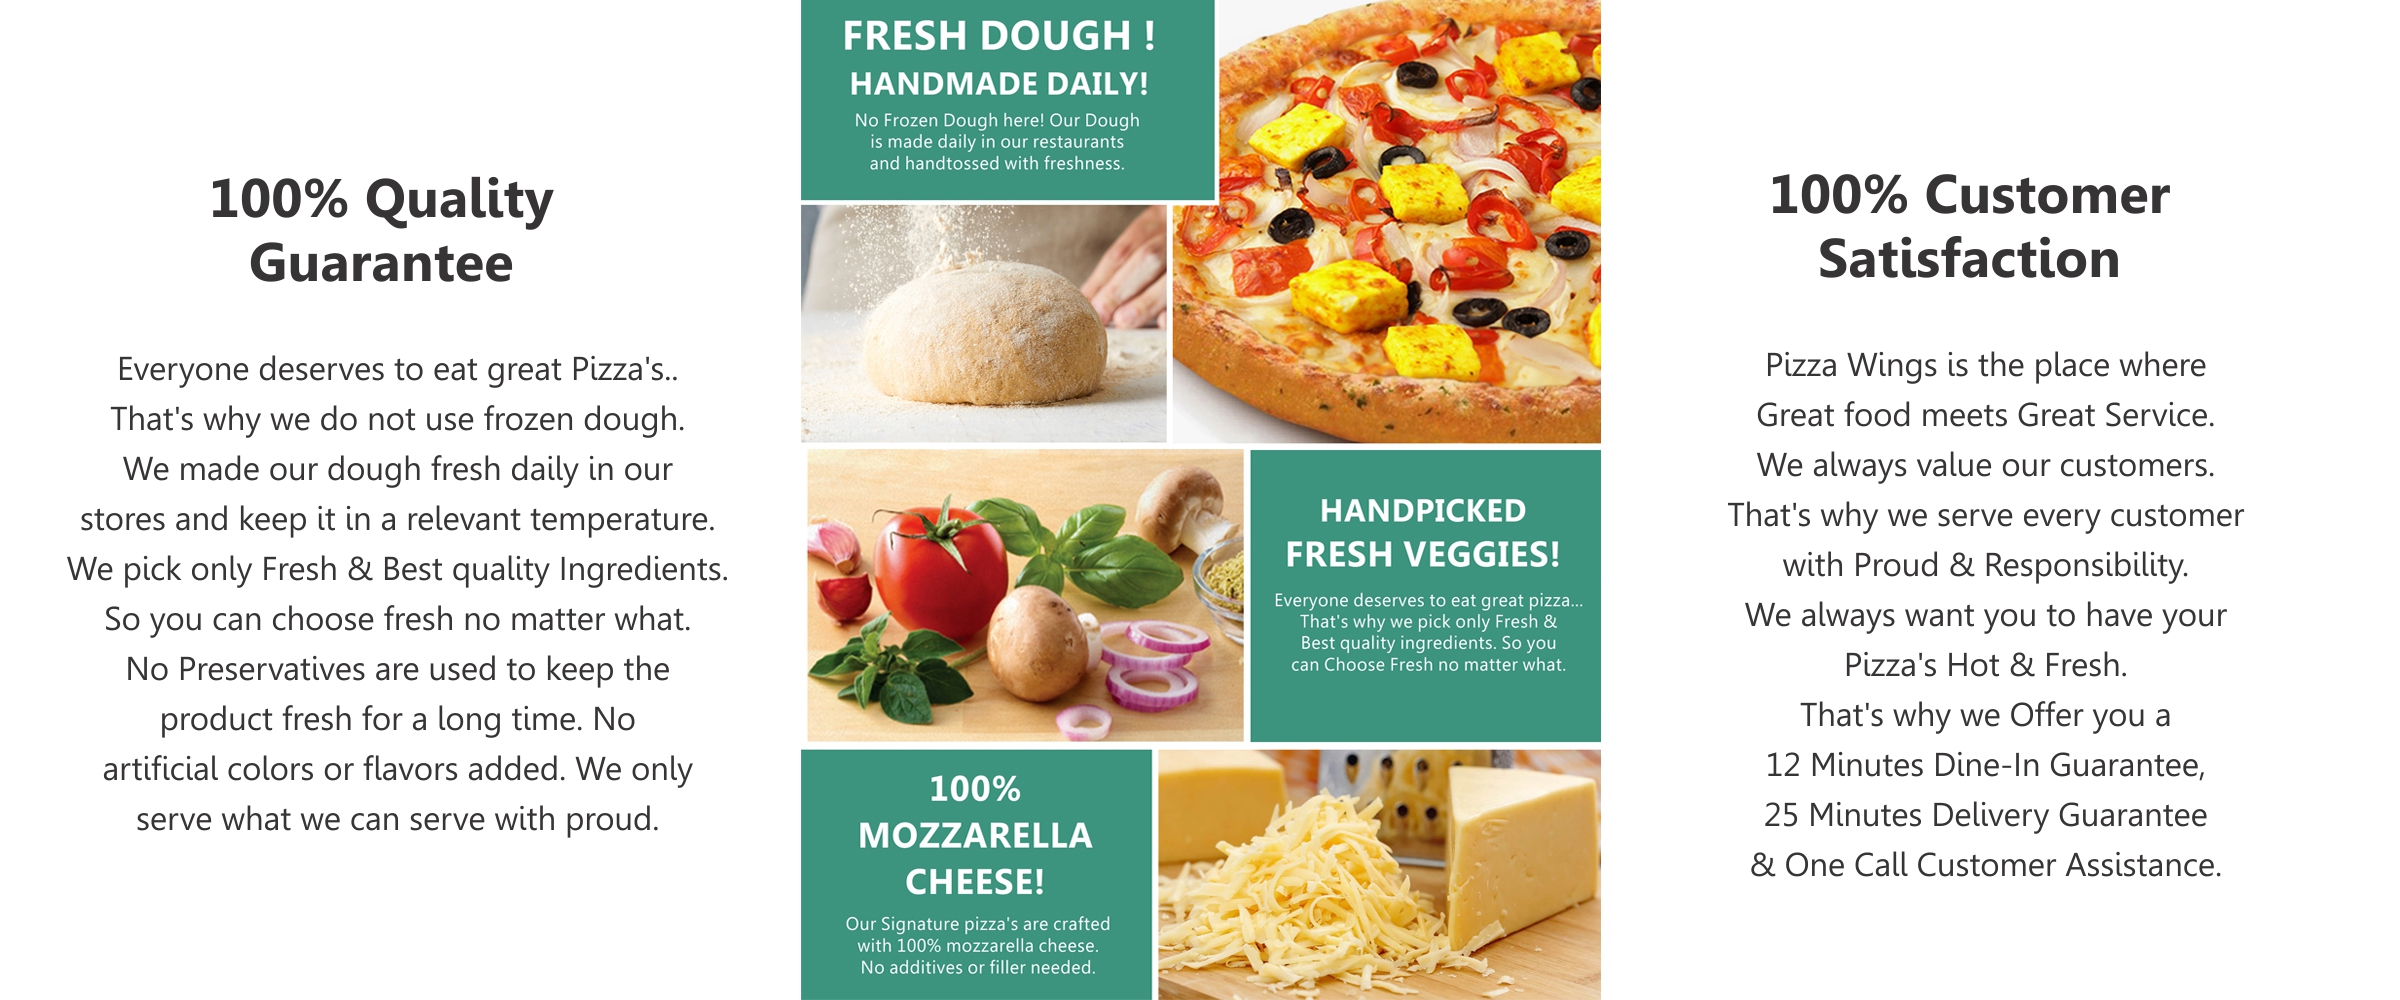 100% Quality
Guarantee
Everyone deserves to eat great Pizza's..
That's why we do not use frozen dough.
We made our dough fresh daily in our
stores and keep it in a relevant temperature.
We pick only Fresh & Best quality Ingredients.
So you can choose fresh no matter what.
No Preservatives are used to keep the
product fresh for a long time. No
artificial colors or flavors added. We only
serve what we can serve with proud.
FRESH DOUGH !
HANDMADE DAILY!
No Frozen Dough here! Our Dough
is made daily in our restaurants
and handtossed with freshness.
HANDPICKED
FRESH VEGGIES!
Everyone deserves to eat great pizza...
That's why we pick only Fresh &
Best quality ingredients. So you
can Choose Fresh no matter what.
100%
MOZZARELLA
CHEESE!
Our Signature pizza's are crafted
with 100% mozzarella cheese.
No additives or filler needed.
100% Customer
Satisfaction
Pizza Wings is the place where
Great food meets Great Service.
We always value our customers.
That's why we serve every customer
with Proud & Responsibility.
We always want you to have your
Pizza's Hot & Fresh.
That's why we Offer you a
12 Minutes Dine-In Guarantee,
25 Minutes Delivery Guarantee
& One Call Customer Assistance.